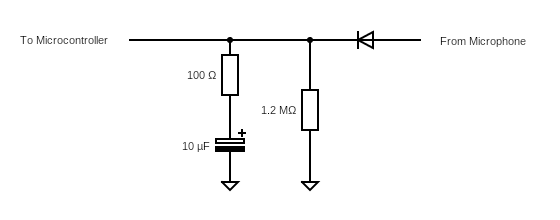 To Microcontroller
From Microphone
100 Ω
1.2 MΩ
+
10 µF